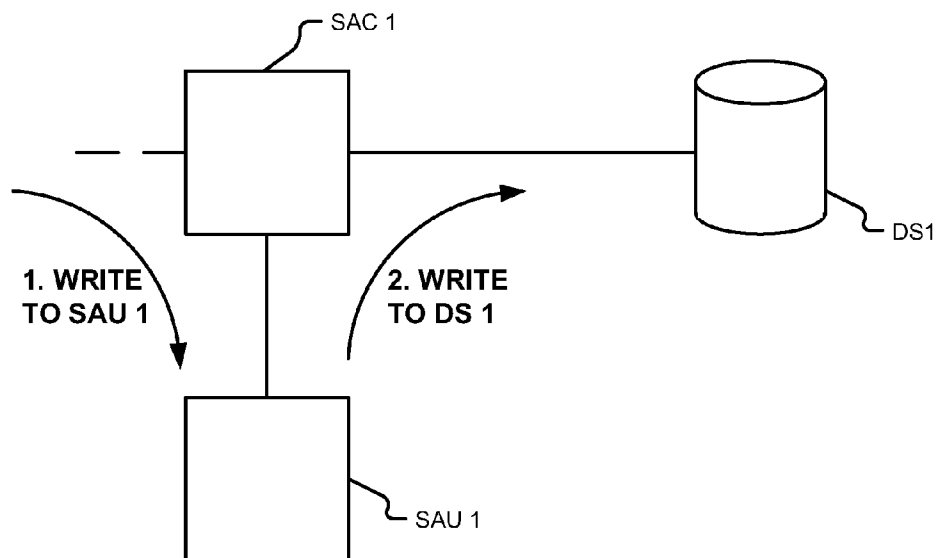 SAC 1
DS1
1. WRITE
TO SAU 1
2. WRITE
TO DS 1
SAU 1